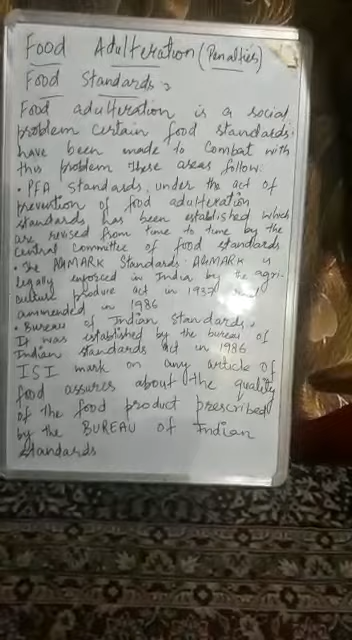 Food Adulteration (Penalties)
Food Standards:
Food adulteration is a social
problem certain food standards
have been made to combat with
this problem These are as follow:
• PFA standards, under the act of
prevention of food adulteration
standards has been established which
are revised from time to time by the
central committee of food standards
• The AGMARK Standards: AGMARK is
legally enforced in India by the agri-
culture produce act in 1937 and
ammended in 1986
• Bureau of Indian Standards.
It was established by the bureau of
Indian standards act in 1986
ISI mark on any article of
food assures about the quality
of the food product prescribed
by the BUREAU of Indian
standards